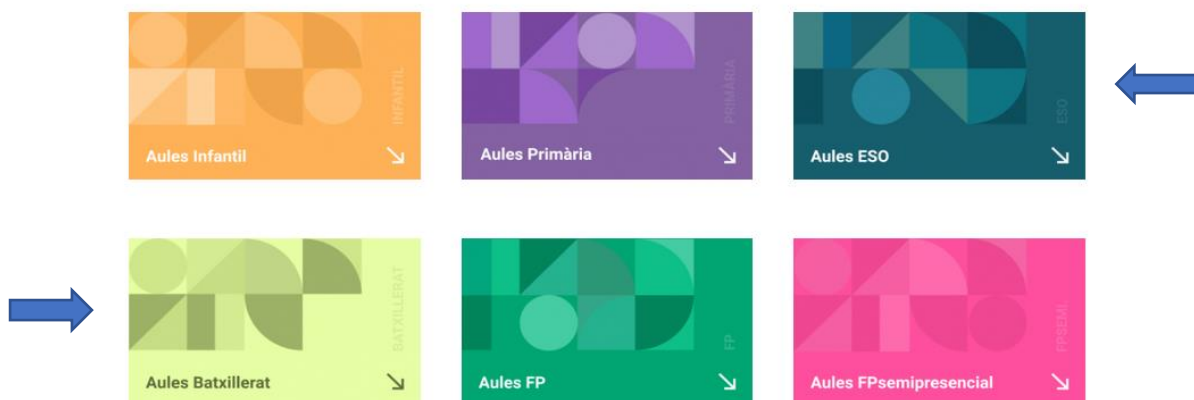 INFANTIL
Aules Infantil
PRIMÀRIA
Aules Primària
ESO
Aules ESO
BATXILLERAT
Aules Batxillerat
FP
Aules FP
FPSEMI
Aules FPsemipresencial